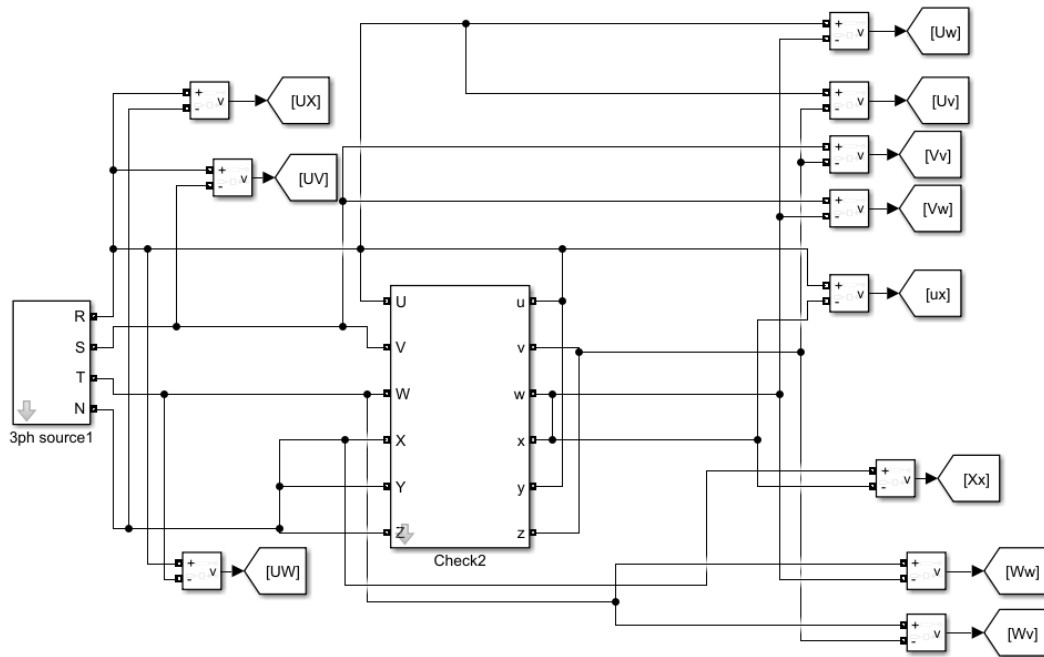 +
-
v
[Uw]
+
-
v
[UX]
+
-
v
[Uv]
+
-
v
[Vv]
+
-
v
[UV]
+
-
v
[Vw]
+
-
v
[ux]
R
S
T
N
3ph source1
U
V
W
X
Y
Z
u
v
w
x
y
z
Check2
+
-
v
[Xx]
+
-
v
[UW]
+
-
v
[Ww]
+
-
v
[Wv]